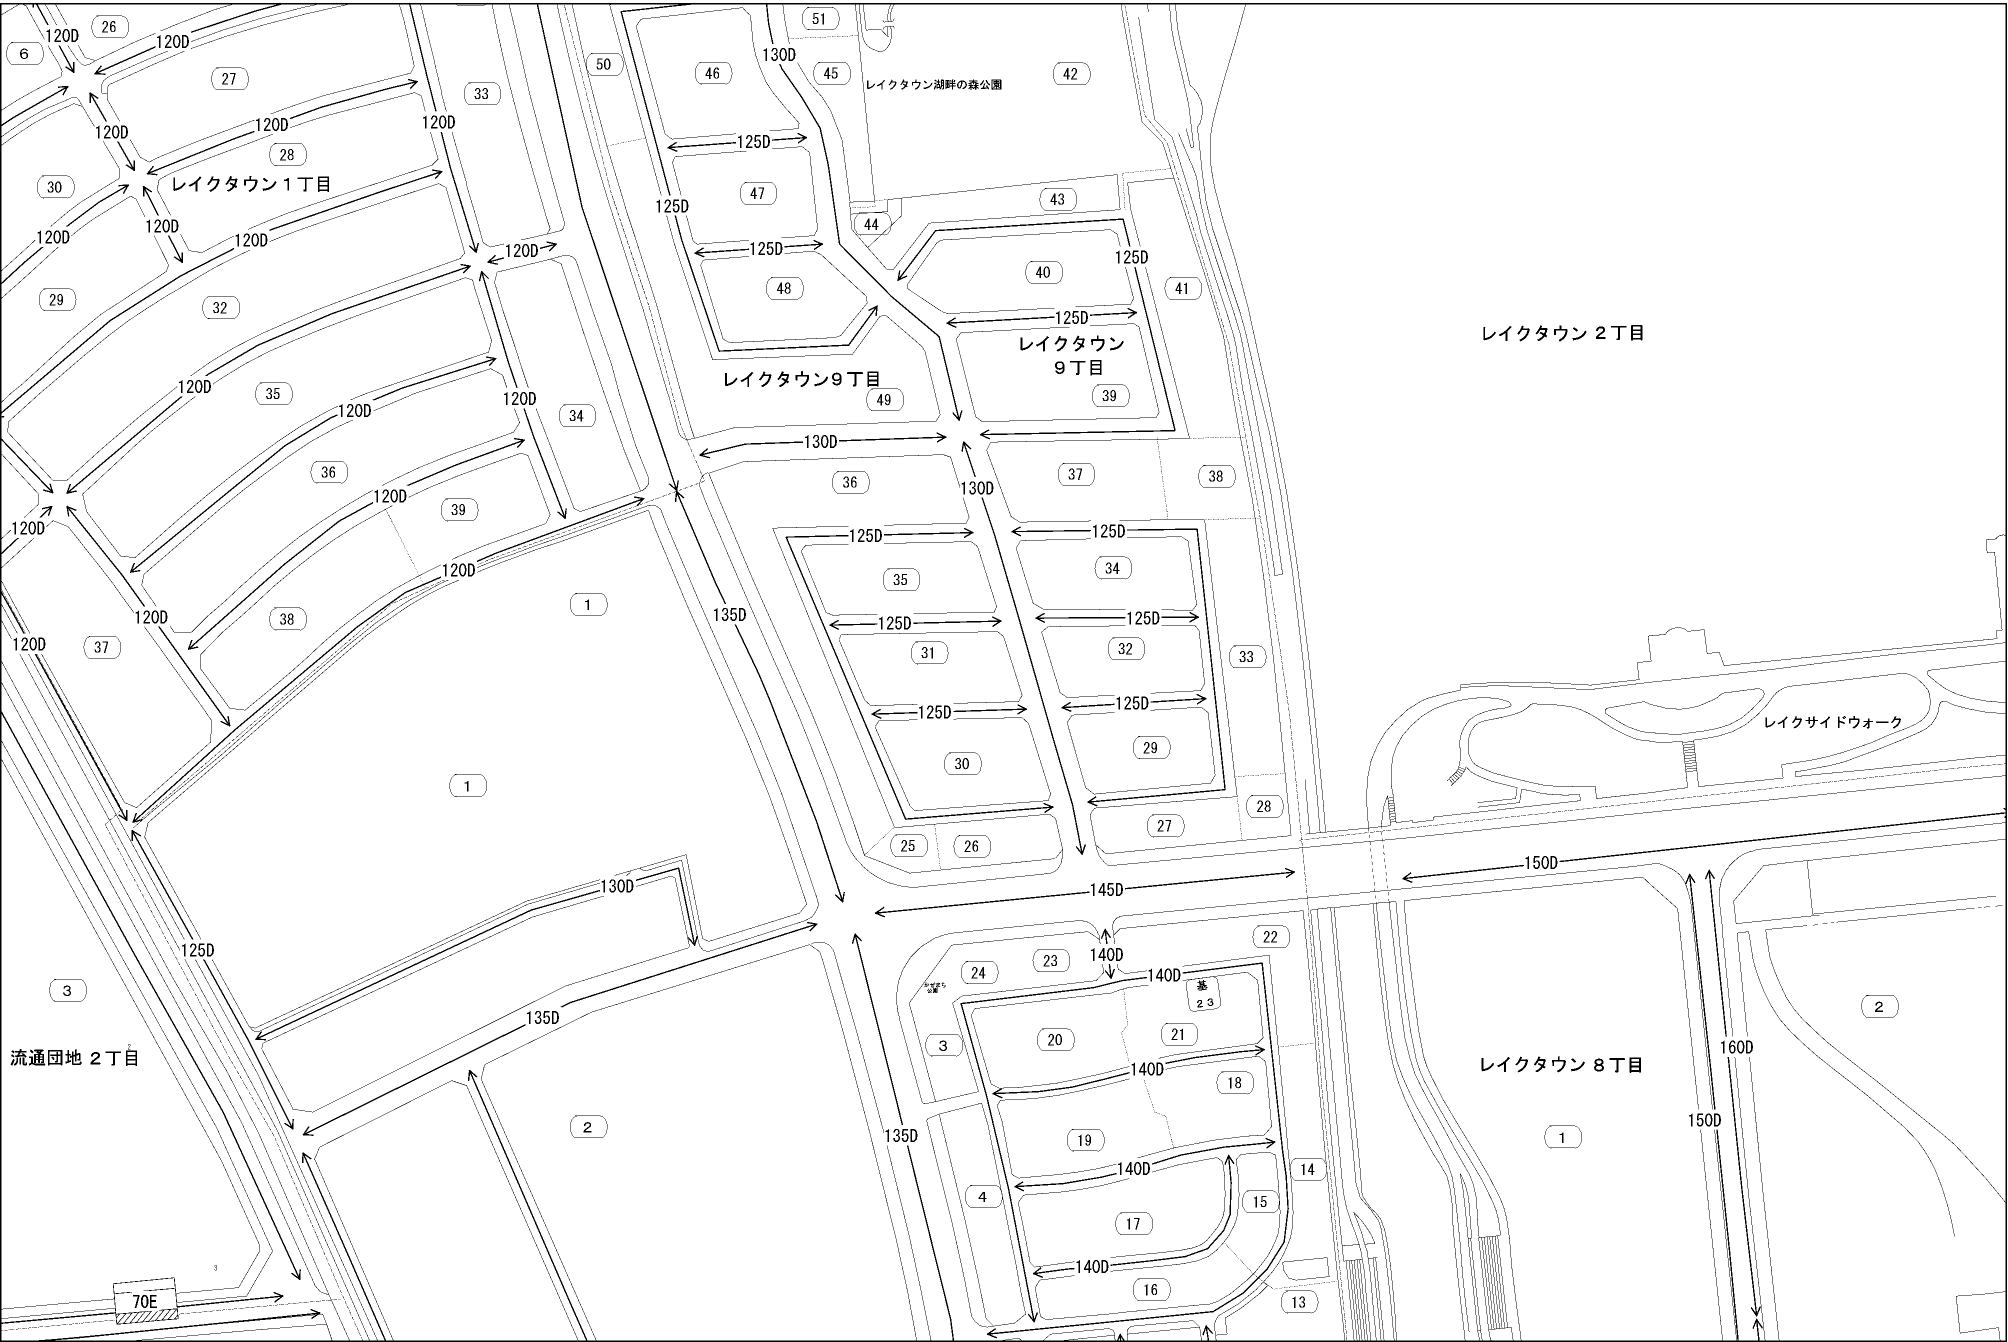 51
26
120D
120D
6
130D
50
46
45
42
27
レイクタウン湖畔の森公園
33
120D
120D
120D
125D
28
レイクタウン１丁目
30
47
43
125D
44
120D
120D
120D
120D
125D
125D
40
41
48
29
32
125D
レイクタウン ２丁目
レイクタウン
９丁目
レイクタウン９丁目
120D
35
120D
120D
34
49
39
130D
36
36
37
38
130D
120D
39
120D
125D
125D
120D
35
34
1
135D
120D
38
125D
125D
120D
37
31
32
33
125D
125D
レイクサイドウォーク
29
30
1
28
27
25
26
150D
130D
145D
125D
22
23
140D
24
140D
墓
２３
かぜまち
公園
3
135D
2
20
21
3
160D
流通団地 ２丁目
2
レイクタウン ８丁目
140D
18
2
150D
135D
19
1
140D
14
4
15
17
140D
3
16
70E
13